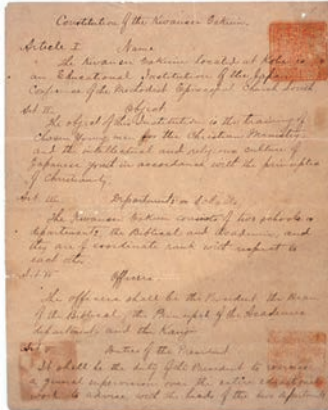 Constitution of the Kwansei Gakuin.
Article I Name
The Kwansei Gakuin located at Kobe is
an Educational Institution of the Japan
Conference of the Methodist Episcopal Church South
Art II Object
The object of the Institution is the training of
Chosen Young men for the Christian Ministry
and the intellectual and religious culture of
Japanese youth in accordance with the principles
of Christianity.
Art III Departments or Schools
The Kwansei Gakuin consists of two schools or
departments, the Biblical and Academic, and
they are of coordinate rank with respect to
each other.
Art IV Officers
The officers shall be the President, the Dean
of the Biblical, the Principal of the Academic
departments and the
Art V Duties of the President
It shall be the duty of the President to exercise
a general supervision over the entire educational
work to advise with the heads of the two departments